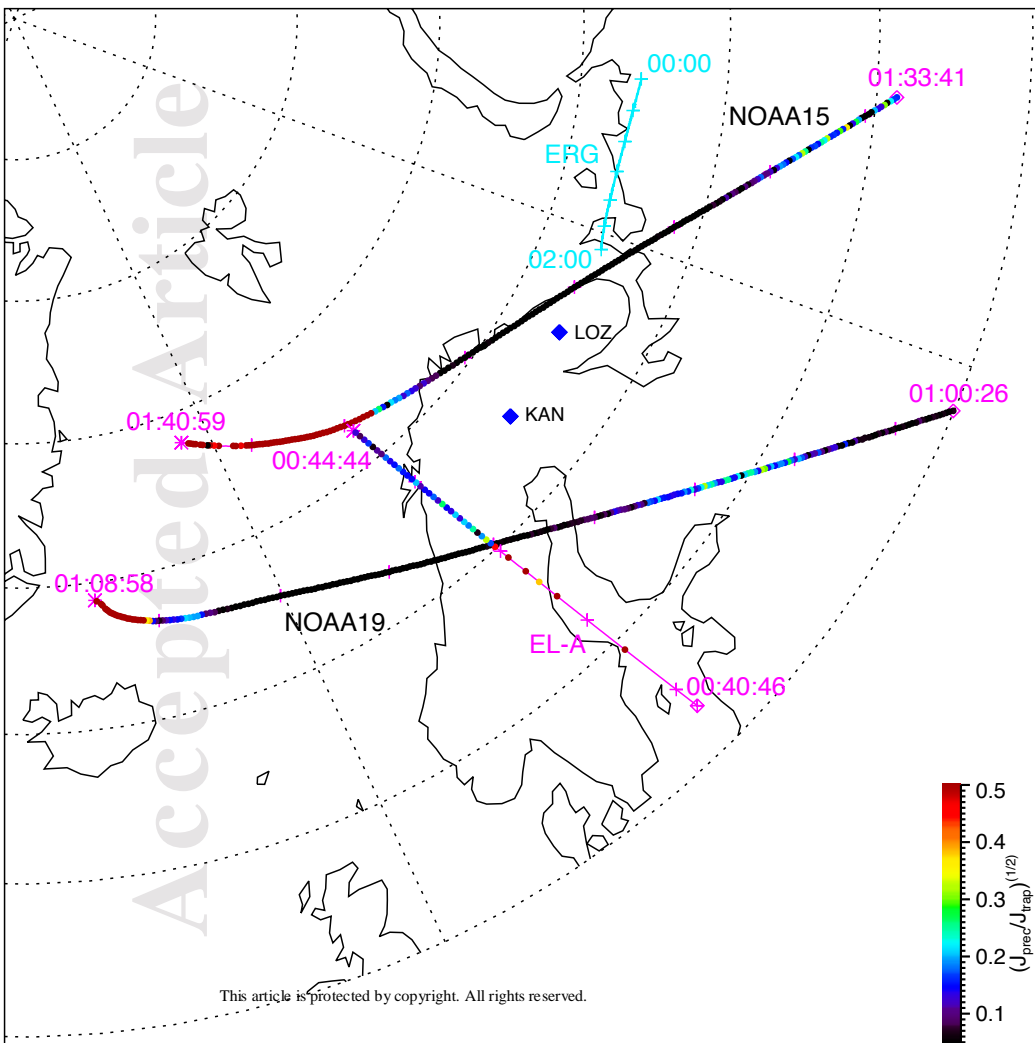 00:00
01:33:41
NOAA15
ERG
02:00
LOZ
KAN
01:00:26
01:40:59
00:44:44
01:08:58
NOAA19
EL-A
00:40:46
Accepted Article
0.5
0.4
0.3
0.2
0.1
(J_prec/J_trap)^(1/2)
This article is protected by copyright. All rights reserved.